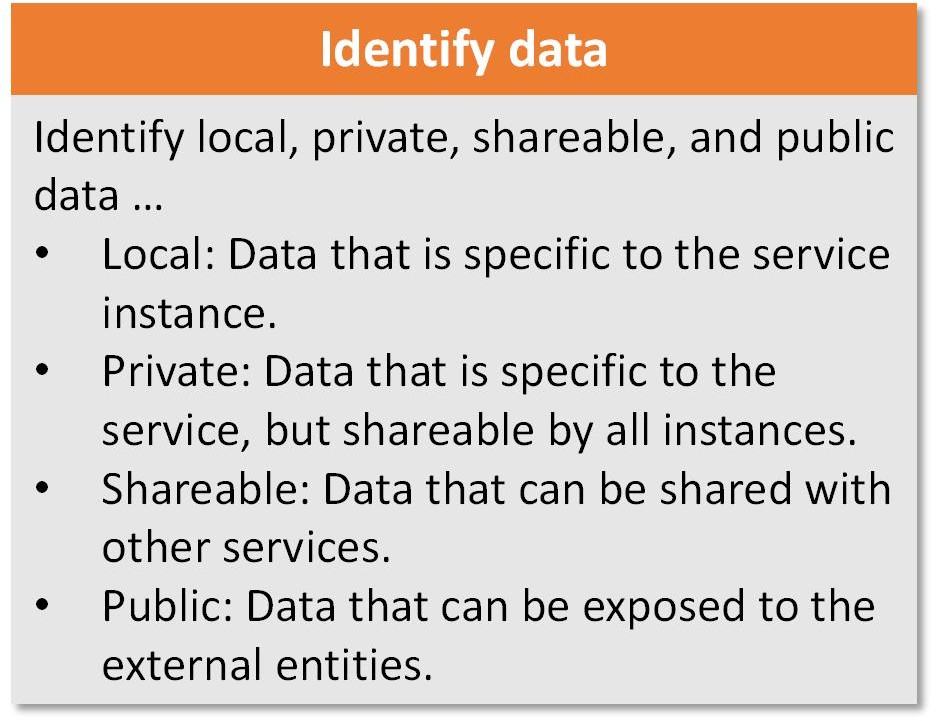 Identify data
Identify local, private, shareable, and public
data ...
• Local: Data that is specific to the service
instance.
• Private: Data that is specific to the
service, but shareable by all instances.
• Shareable: Data that can be shared with
other services.
• Public: Data that can be exposed to the
external entities.